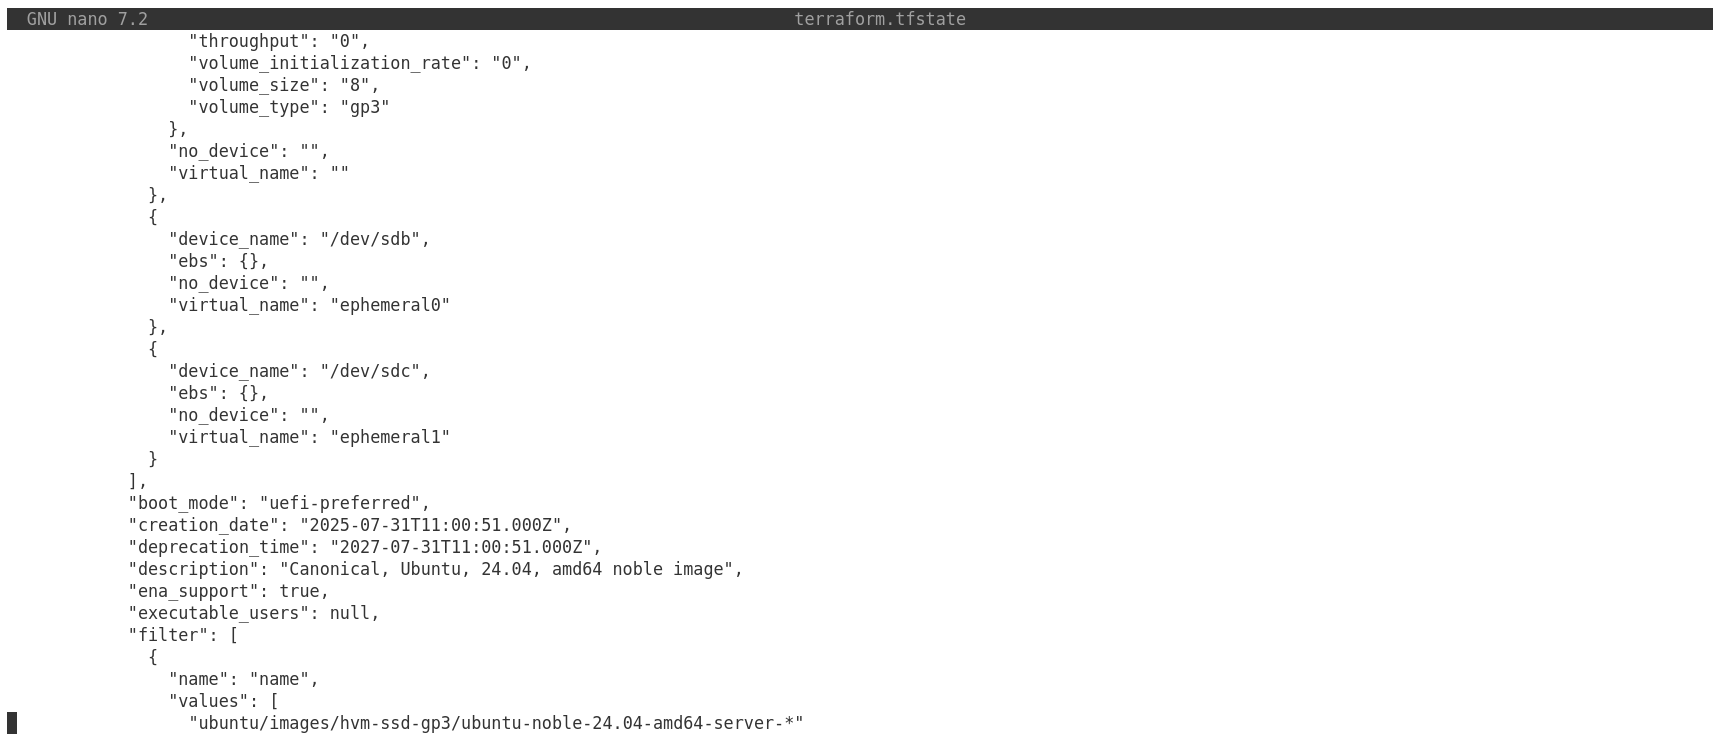 GNU nano 7.2 terraform.tfstate
"throughput": "0",
"volume_initialization_rate": "0",
"volume_size": "8",
"volume_type": "gp3"
},
"no_device": "",
"virtual_name": ""
},
{
"device_name": "/dev/sdb",
"ebs": {},
"no_device": "",
"virtual_name": "ephemeral0"
},
{
"device_name": "/dev/sdc",
"ebs": {},
"no_device": "",
"virtual_name": "ephemeral1"
}
],
"boot_mode": "uefi-preferred",
"creation_date": "2025-07-31T11:00:51.000Z",
"deprecation_time": "2027-07-31T11:00:51.000Z",
"description": "Canonical, Ubuntu, 24.04, amd64 noble image",
"ena_support": true,
"executable_users": null,
"filter": [
{
"name": "name",
"values": [
"ubuntu/images/hvm-ssd-gp3/ubuntu-noble-24.04-amd64-server-*"